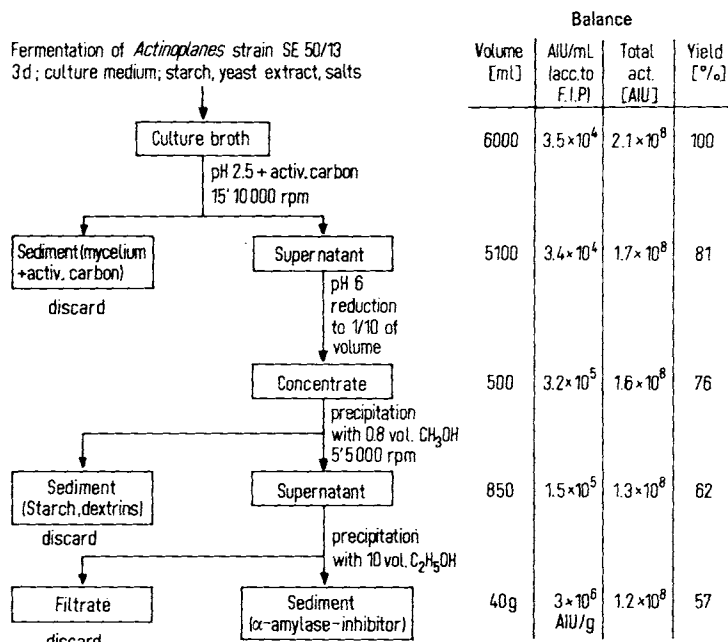 Balance
Fermentation of Actinoplanes strain SE 50/13
3d; culture medium; starch, yeast extract, salts
Volume [ml]
AIU/mL (acc.to F.I.P)
Total act. [AIU]
Yield [%]
Culture broth
6000 3.5×10⁴ 2.1×10⁸ 100
pH 2.5 + activ. carbon
15' 10 000 rpm
Sediment (mycelium
+activ. carbon)
discard
Supernatant
5100 3.4×10⁴ 1.7×10⁸ 81
pH 6
reduction
to 1/10 of
volume
Concentrate
500 3.2×10⁵ 1.6×10⁸ 76
precipitation
with 0.8 vol. CH₃OH
5' 5 000 rpm
Sediment
(Starch, dextrins)
discard
Supernatant
850 1.5×10⁵ 1.3×10⁸ 62
precipitation
with 10 vol. C₂H₅OH
Filtrate
discard
Sediment
(α-amylase-inhibitor)
40g 3×10⁶ AIU/g 1.2×10⁸ 57